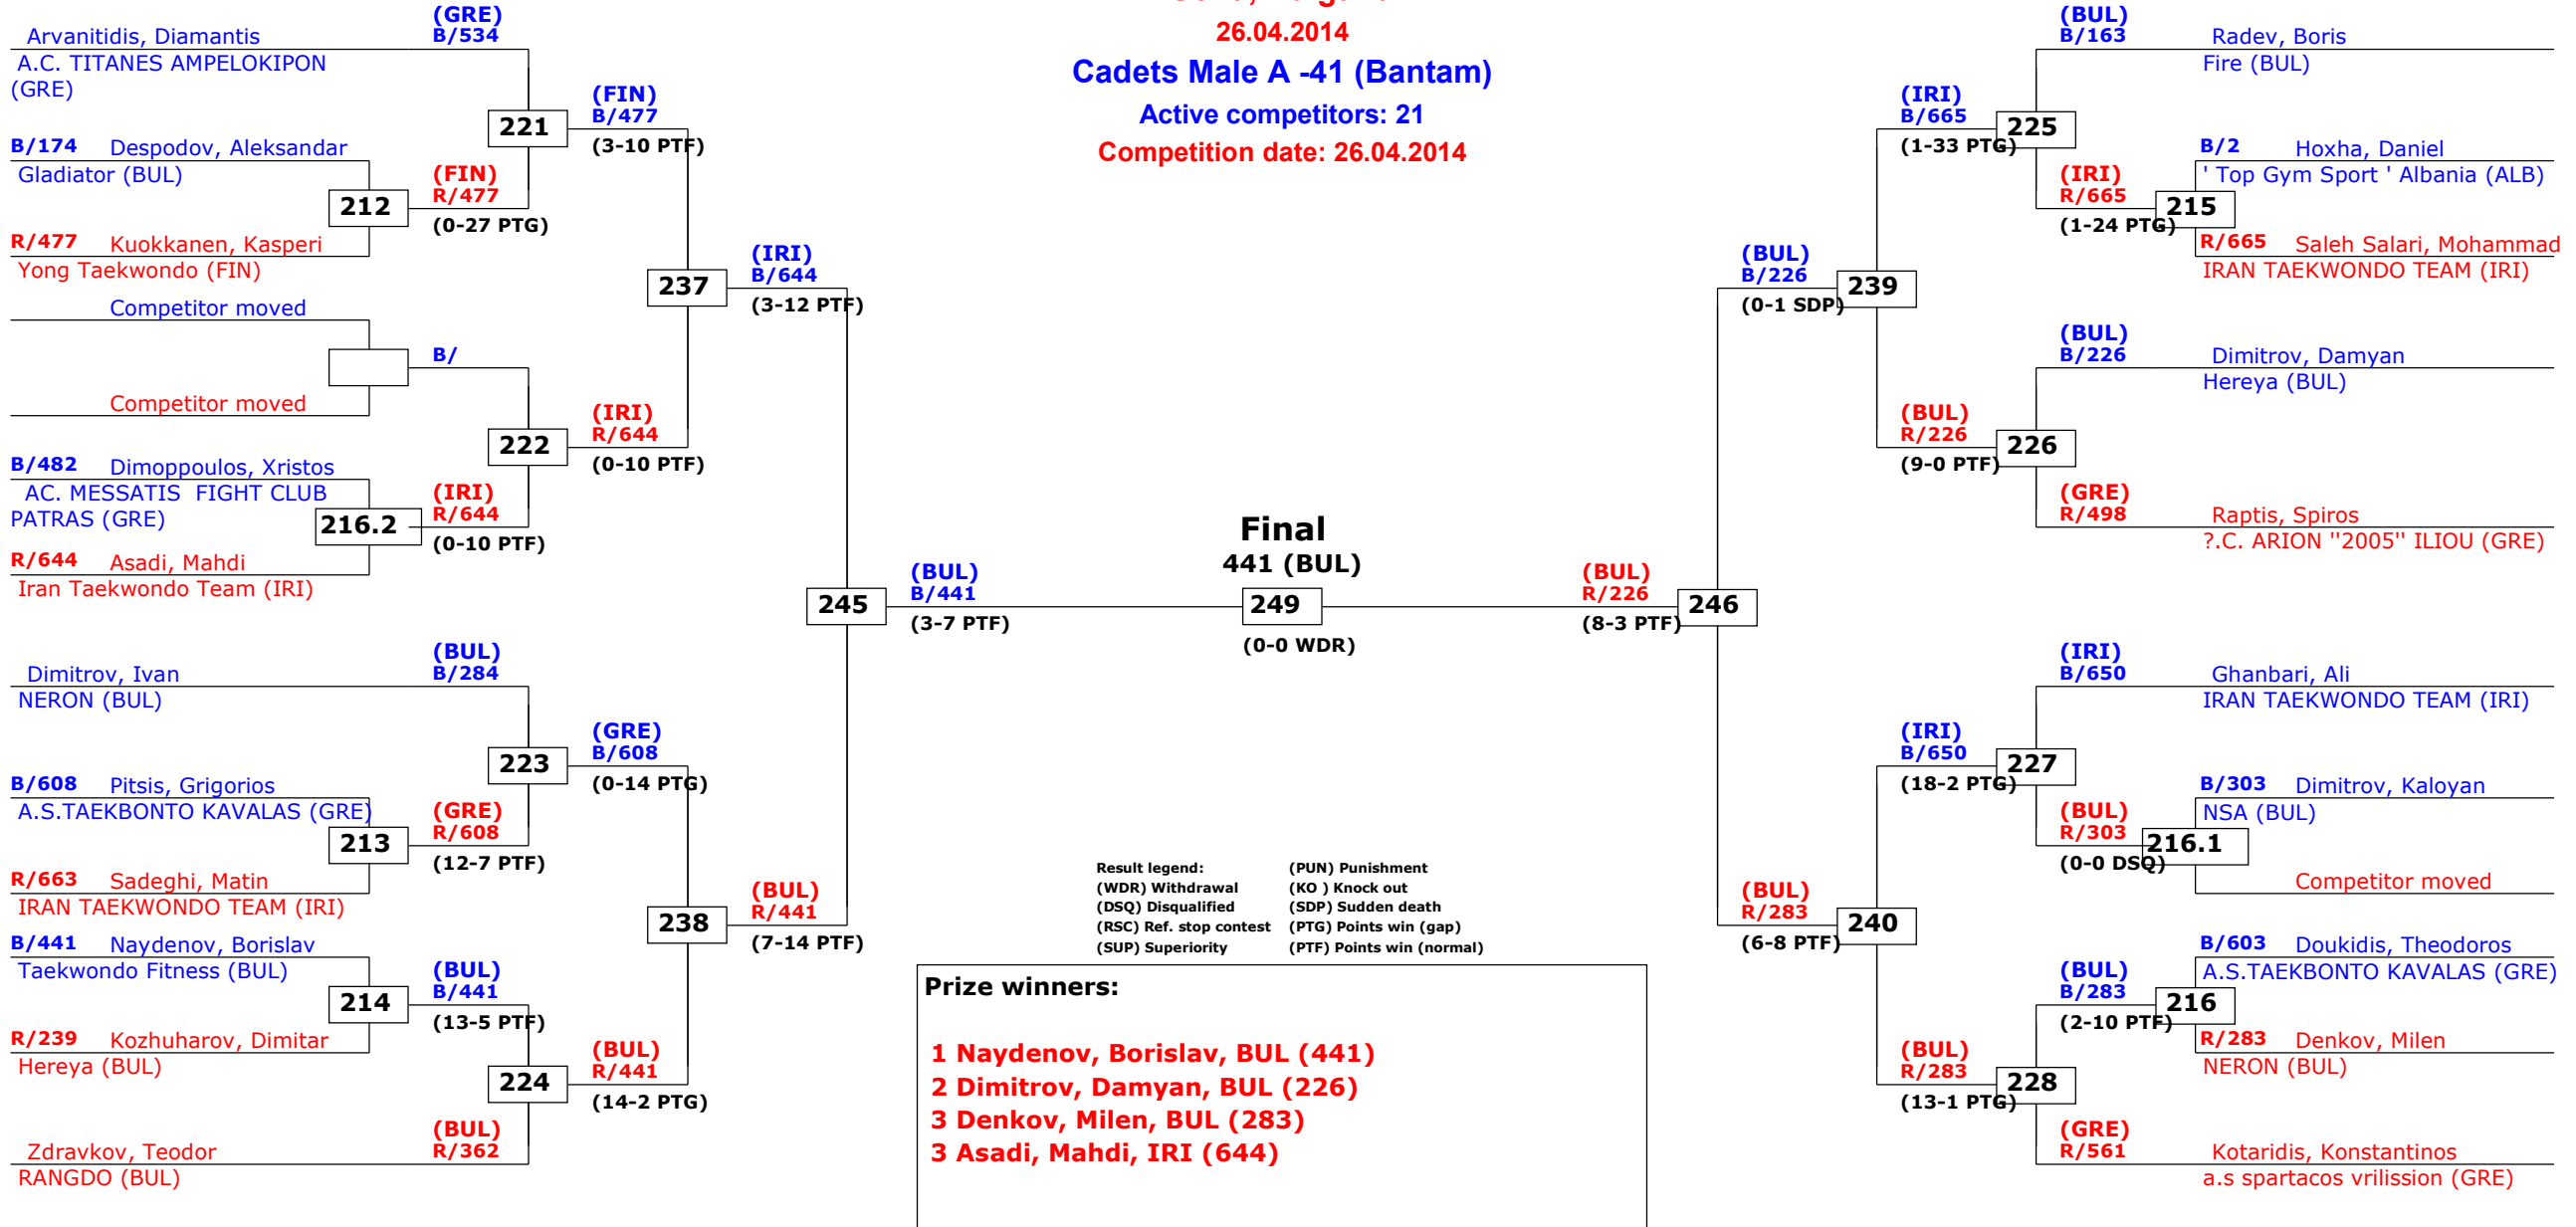 26.04.2014
Cadets Male A -41 (Bantam)
Active competitors: 21
Competition date: 26.04.2014
(GRE)
Arvanitidis, Diamantis B/534
A.C. TITANES AMPELOKIPON
(GRE)
221
(FIN)
B/477
(3-10 PTF)
B/174 Despodov, Aleksandar
Gladiator (BUL)
212
(FIN)
R/477
(0-27 PTG)
R/477 Kuokkanen, Kasperi
Yong Taekwondo (FIN)
237
(IRI)
B/644
(3-12 PTF)
Competitor moved
B/
Competitor moved
222
(IRI)
R/644
(0-10 PTF)
B/482 Dimoppoulos, Xristos
AC. MESSATIS FIGHT CLUB
PATRAS (GRE)
216.2
(IRI)
R/644
(0-10 PTF)
R/644 Asadi, Mahdi
Iran Taekwondo Team (IRI)
245
(BUL)
B/441
(3-7 PTF)
(BUL)
Dimitrov, Ivan B/284
NERON (BUL)
223
(GRE)
B/608
(0-14 PTG)
B/608 Pitsis, Grigorios
A.S.TAEKBONTO KAVALAS (GRE)
213
(GRE)
R/608
(12-7 PTF)
R/663 Sadeghi, Matin
IRAN TAEKWONDO TEAM (IRI)
238
(BUL)
R/441
(7-14 PTF)
B/441 Naydenov, Borislav
Taekwondo Fitness (BUL)
214
(BUL)
B/441
(13-5 PTF)
R/239 Kozhuharov, Dimitar
Hereya (BUL)
224
(BUL)
R/441
(14-2 PTG)
(BUL)
Zdravkov, Teodor R/362
RANGDO (BUL)
Final
441 (BUL)
249
(0-0 WDR)
(BUL)
R/226
(8-3 PTF)
246
(BUL)
B/163 Radev, Boris
Fire (BUL)
(IRI)
B/665
(1-33 PTG)
225
B/2 Hoxha, Daniel
' Top Gym Sport ' Albania (ALB)
(IRI)
R/665
(1-24 PTG)
215
R/665 Saleh Salari, Mohammad
IRAN TAEKWONDO TEAM (IRI)
(BUL)
B/226
(0-1 SDP)
239
(BUL)
B/226 Dimitrov, Damyan
Hereya (BUL)
(BUL)
R/226
(9-0 PTF)
226
(GRE)
R/498 Raptis, Spiros
?.C. ARION "2005" ILIOU (GRE)
(IRI)
B/650 Ghanbari, Ali
IRAN TAEKWONDO TEAM (IRI)
(IRI)
B/650
(18-2 PTG)
227
B/303 Dimitrov, Kaloyan
NSA (BUL)
(BUL)
R/303
(0-0 DSQ)
216.1
Competitor moved
(BUL)
R/283
(6-8 PTF)
240
B/603 Doukidis, Theodoros
A.S.TAEKBONTO KAVALAS (GRE)
(BUL)
B/283
(2-10 PTF)
216
R/283 Denkov, Milen
NERON (BUL)
(BUL)
R/283
(13-1 PTG)
228
(GRE)
R/561 Kotaridis, Konstantinos
a.s spartacos vrilission (GRE)
Result legend: (PUN) Punishment
(WDR) Withdrawal (KO ) Knock out
(DSQ) Disqualified (SDP) Sudden death
(RSC) Ref. stop contest (PTG) Points win (gap)
(SUP) Superiority (PTF) Points win (normal)
Prize winners:
1 Naydenov, Borislav, BUL (441)
2 Dimitrov, Damyan, BUL (226)
3 Denkov, Milen, BUL (283)
3 Asadi, Mahdi, IRI (644)